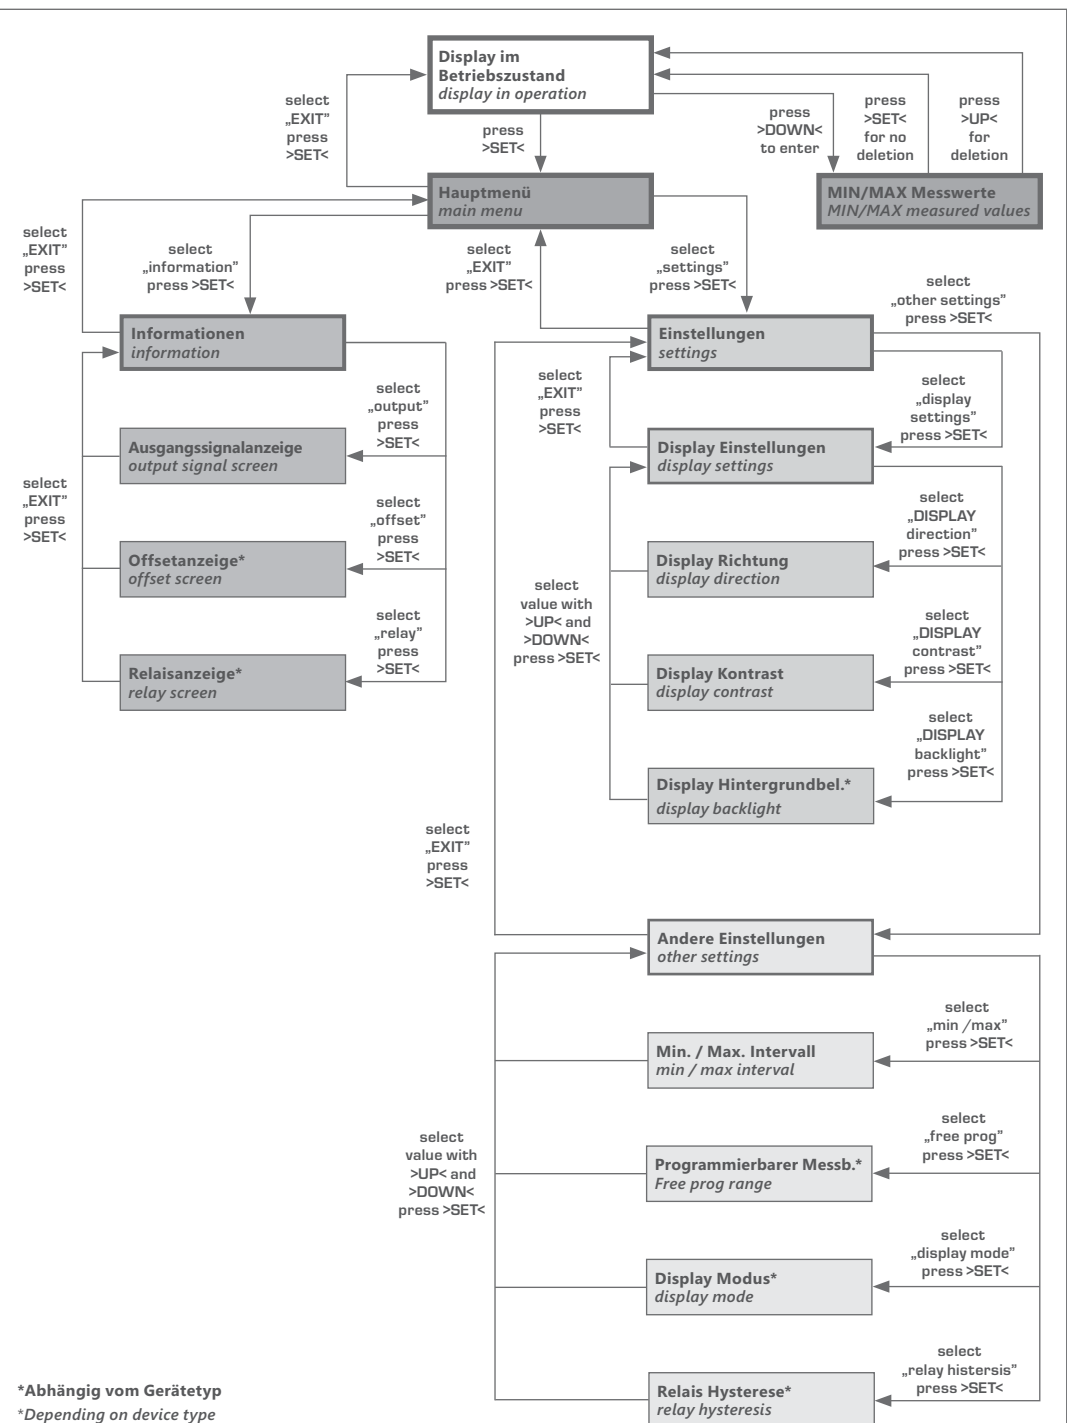 Display im
Betriebszustand
display in operation
select
„EXIT”
press
>SET<
press
>SET<
press
>DOWN<
to enter
press
>SET<
for no
deletion
press
>UP<
for
deletion
Hauptmenü
main menu
MIN/MAX Messwerte
MIN/MAX measured values
select
„EXIT”
press
>SET<
select
„information”
press >SET<
select
„EXIT”
press >SET<
select
„settings”
press >SET<
select
„other settings”
press >SET<
Informationen
information
Einstellungen
settings
select
„output”
press
>SET<
select
„EXIT”
press
>SET<
select
„display
settings”
press >SET<
Ausgangssignalanzeige
output signal screen
Display Einstellungen
display settings
select
„EXIT”
press
>SET<
select
„offset”
press
>SET<
select
„DISPLAY
direction”
press >SET<
Offsetanzeige*
offset screen
Display Richtung
display direction
select
value with
>UP< and
>DOWN<
press >SET<
select
„relay”
press
>SET<
select
„DISPLAY
contrast”
press >SET<
Relaisanzeige*
relay screen
Display Kontrast
display contrast
select
„DISPLAY
backlight”
press >SET<
Display Hintergrundbel.*
display backlight
select
„EXIT”
press
>SET<
Andere Einstellungen
other settings
select
„min /max”
press >SET<
Min. / Max. Intervall
min / max interval
select
„free prog”
press >SET<
select
value with
>UP< and
>DOWN<
press >SET<
Programmierbarer Messb.*
Free prog range
select
„display mode”
press >SET<
Display Modus*
display mode
select
„relay histersis”
press >SET<
Relais Hysterese*
relay hysteresis
*Abhängig vom Gerätetyp
*Depending on device type